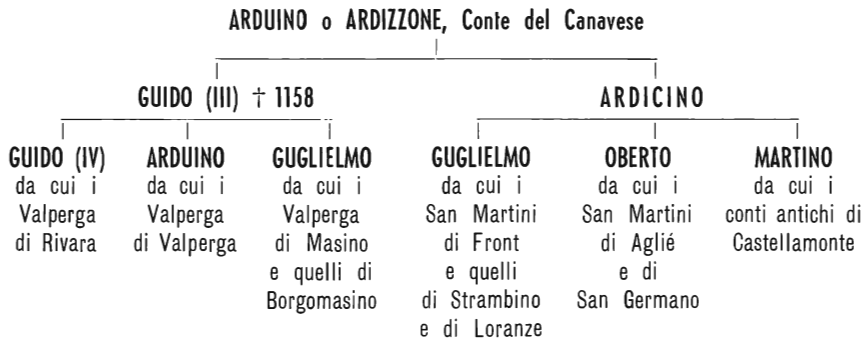 ARDUINO o ARDIZZONE, Conte del Canavese
GUIDO (III) † 1158
ARDICINO
GUIDO (IV)
da cui i
Valperga
di Rivara
ARDUINO
da cui i
Valperga
di Valperga
GUGLIELMO
da cui i
Valperga
di Masino
e quelli di
Borgomasino
GUGLIELMO
da cui i
San Martini
di Front
e quelli
di Strambino
e di Loranze
OBERTO
da cui i
San Martini
di Aglié
e di
San Germano
MARTINO
da cui i
conti antichi di
Castellamonte